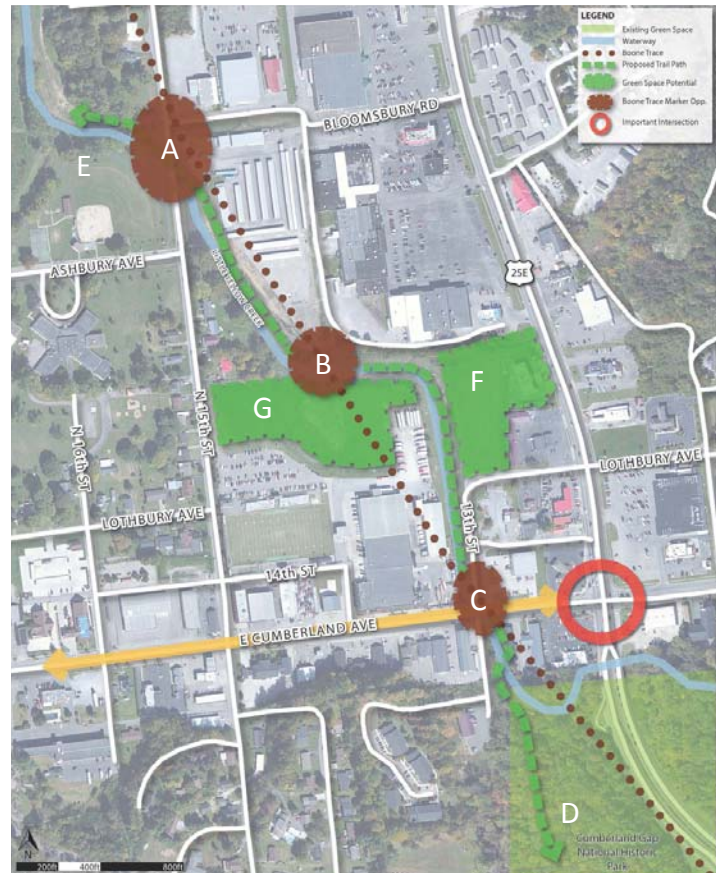 LEGEND
Existing Green Space
Waterway
Boone Trace
Proposed Trail Path
Green Space Potential
Boone Trace Marker Opp.
Important Intersection
A
BLOOMSBURY RD
E
ASHBURY AVE
25E
B
F
G
N 15th ST
N 16th ST
LOTHBURY AVE
LOTHBURY AVE
13th ST
14th ST
C
E CUMBERLAND AVE
D
Cumberland Gap
National Historic
Park
N
200ft 400ft 800ft